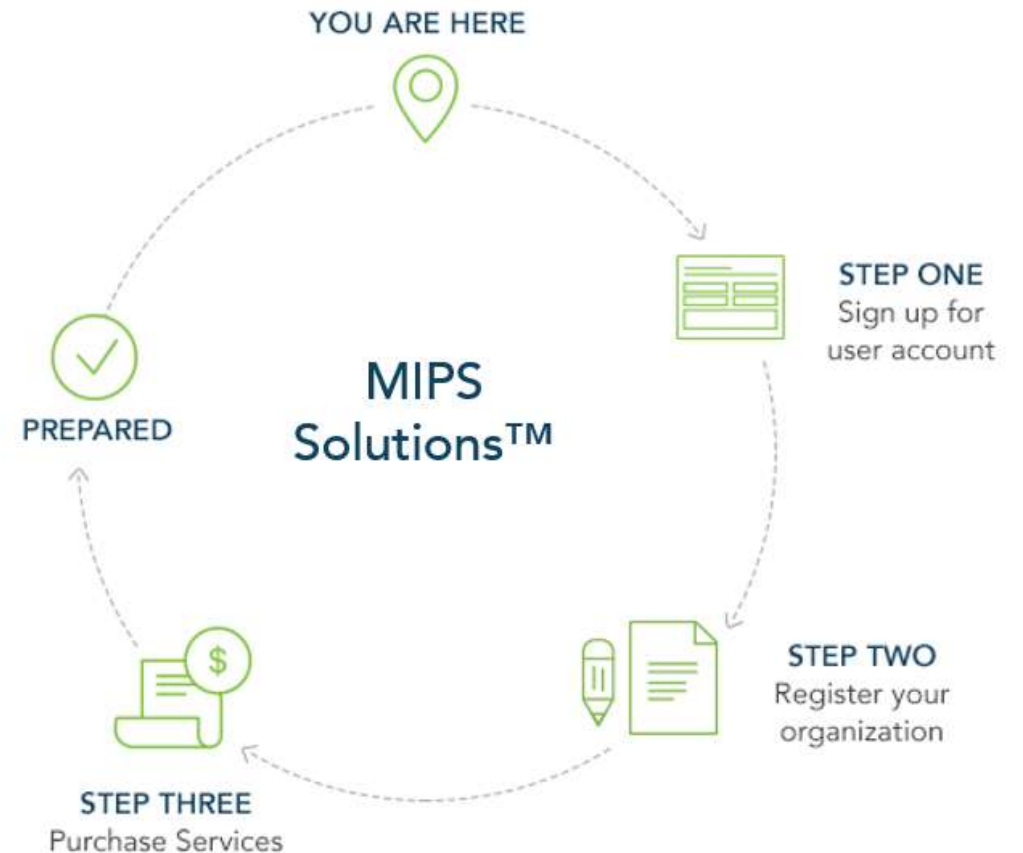 YOU ARE HERE
STEP ONE
Sign up for
user account
MIPS
Solutions™
PREPARED
$
STEP TWO
Register your
organization
STEP THREE
Purchase Services